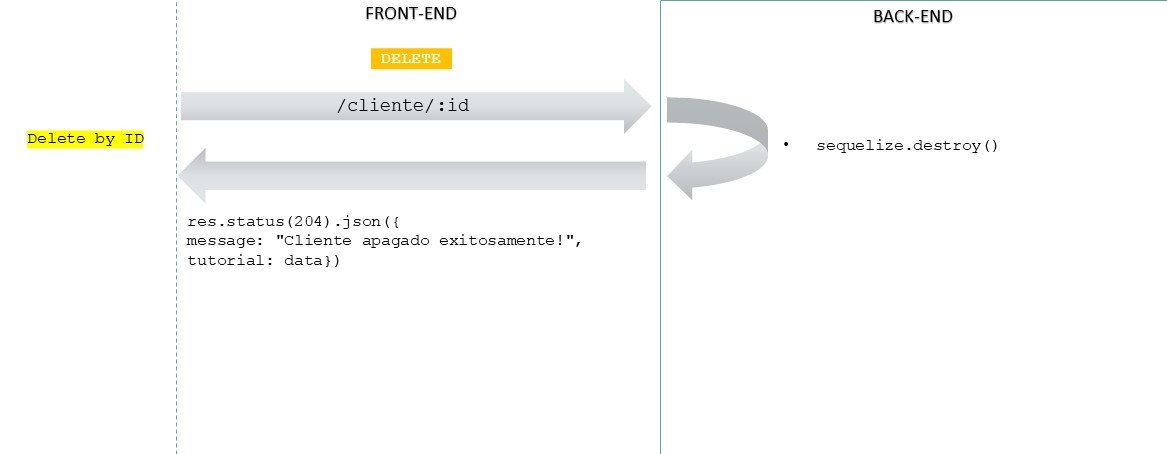 FRONT-END
BACK-END
DELETE
/cliente/:id
Delete by ID
• sequelize.destroy()
res.status(204).json({
message: "Cliente apagado exitosamente!",
tutorial: data})